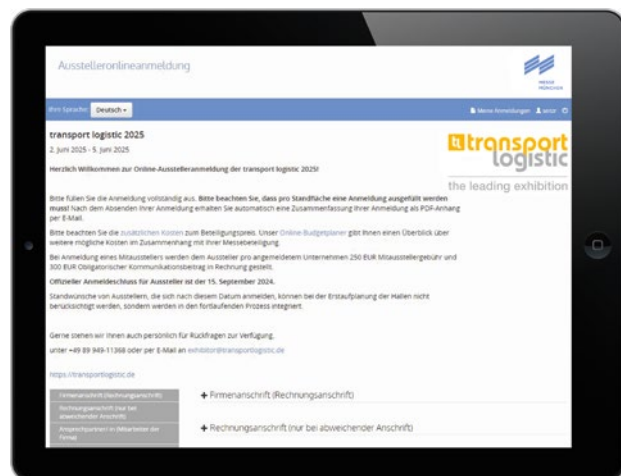 Ausstelleronlineanmeldung
MESSE
MÜNCHEN
Ihre Sprache: Deutsch
Meine Anmeldungen
transport logistic 2025
2. Juni 2025 - 5. Juni 2025
transport
logistic
the leading exhibition
Herzlich Willkommen zur Online-Ausstelleranmeldung der transport logistic 2025!
Bitte füllen Sie die Anmeldung vollständig aus. Bitte beachten Sie, dass pro Standfläche eine Anmeldung ausgefüllt werden
muss! Nach dem Absenden Ihrer Anmeldung erhalten Sie automatisch eine Zusammenfassung Ihrer Anmeldung als PDF-Anhang
per E-Mail.
Bitte beachten Sie die zusätzlichen Kosten zum Beteiligungspreis. Unser Online-Budgetplaner gibt Ihnen einen Überblick über
weitere mögliche Kosten im Zusammenhang mit Ihrer Messebeteiligung.
Bei Anmeldung eines Mitausstellers werden dem Aussteller pro angemeldetem Unternehmen 250 EUR Mitausstellergebühr und
300 EUR Obligatorischer Kommunikationsbeitrag in Rechnung gestellt.
Offizieller Anmeldeschluss für Aussteller ist der 15. September 2024.
Standwünsche von Ausstellern, die sich nach diesem Datum anmelden, können bei der Erstaufplanung der Hallen nicht
berücksichtigt werden, sondern werden in den fortlaufenden Prozess integriert.
Gerne stehen wir Ihnen auch persönlich für Rückfragen zur Verfügung.
unter +49 89 949-11368 oder per E-Mail an exhibitor@transportlogistic.de
https://transportlogistic.de
Firmenanschrift (Rechnungsanschrift)
Rechnungsanschrift (nur bei
abweichender Anschrift)
Ansprechpartner/-in (Mitarbeiter der
Firma)
+ Firmenanschrift (Rechnungsanschrift)
+ Rechnungsanschrift (nur bei abweichender Anschrift)